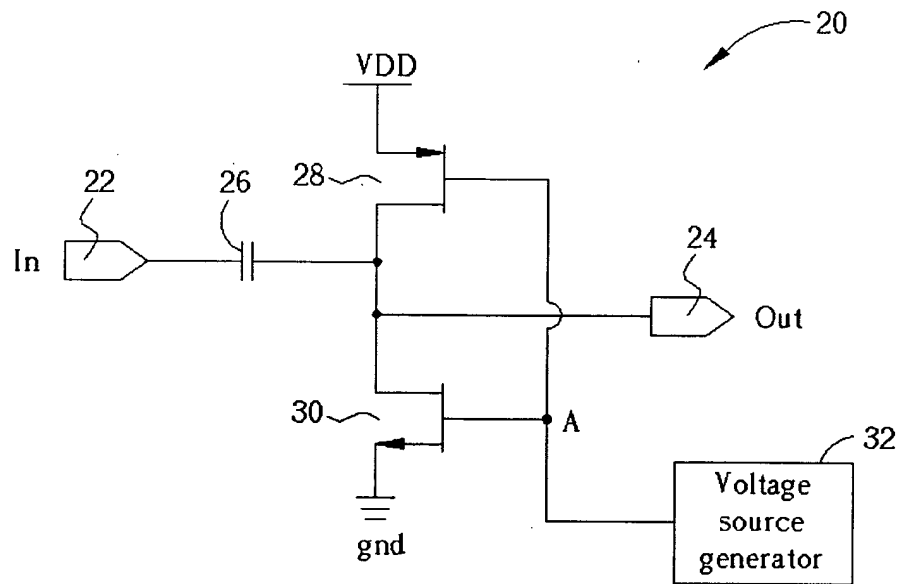 20
VDD
28
22
26
24
In
Out
30
A
32
Voltage
source
generator
gnd